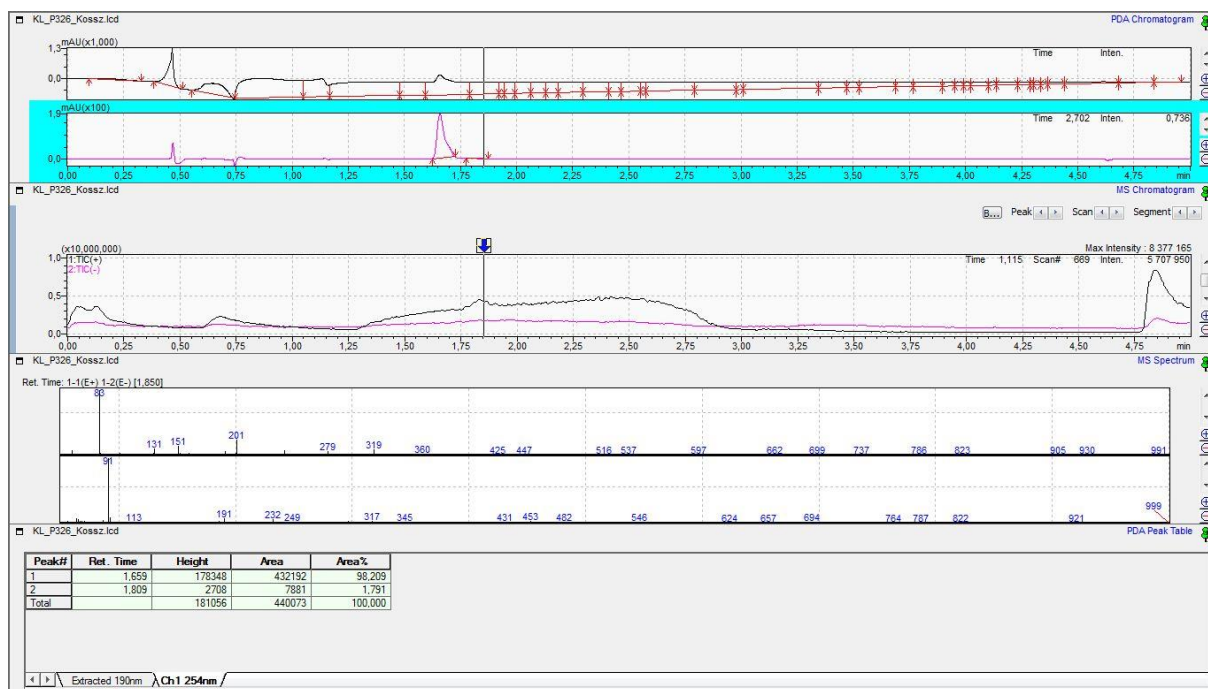 KL_P326_Kossz.lcd PDA Chromatogram
mAU(x1,000)
1,3
0,0
Time Inten.
mAU(x100)
1,9
0,0
Time 2,702 Inten. 0,736
0,00 0,25 0,50 0,75 1,00 1,25 1,50 1,75 2,00 2,25 2,50 2,75 3,00 3,25 3,50 3,75 4,00 4,25 4,50 4,75 min
KL_P326_Kossz.lcd MS Chromatogram
B... Peak Scan Segment
(x10,000,000) Max Intensity : 8 377 165
1,0 1:TIC(+) Time 1,115 Scan# 669 Inten. 5 707 950
2:TIC(-)
0,5
0,0
0,00 0,25 0,50 0,75 1,00 1,25 1,50 1,75 2,00 2,25 2,50 2,75 3,00 3,25 3,50 3,75 4,00 4,25 4,50 4,75 min
KL_P326_Kossz.lcd MS Spectrum
Ret. Time: 1-1(E+) 1-2(E-) [1,850]
83 131 151 201 279 319 360 425 447 516 537 597 662 699 737 786 823 905 930 991
91 113 191 232 249 317 345 431 453 482 546 624 657 694 764 787 822 921 999
KL_P326_Kossz.lcd PDA Peak Table
Peak# Ret. Time Height Area Area%
1 1,659 178348 432192 98,209
2 1,809 2708 7881 1,791
Total 181056 440073 100,000
Extracted 190nm Ch1 254nm